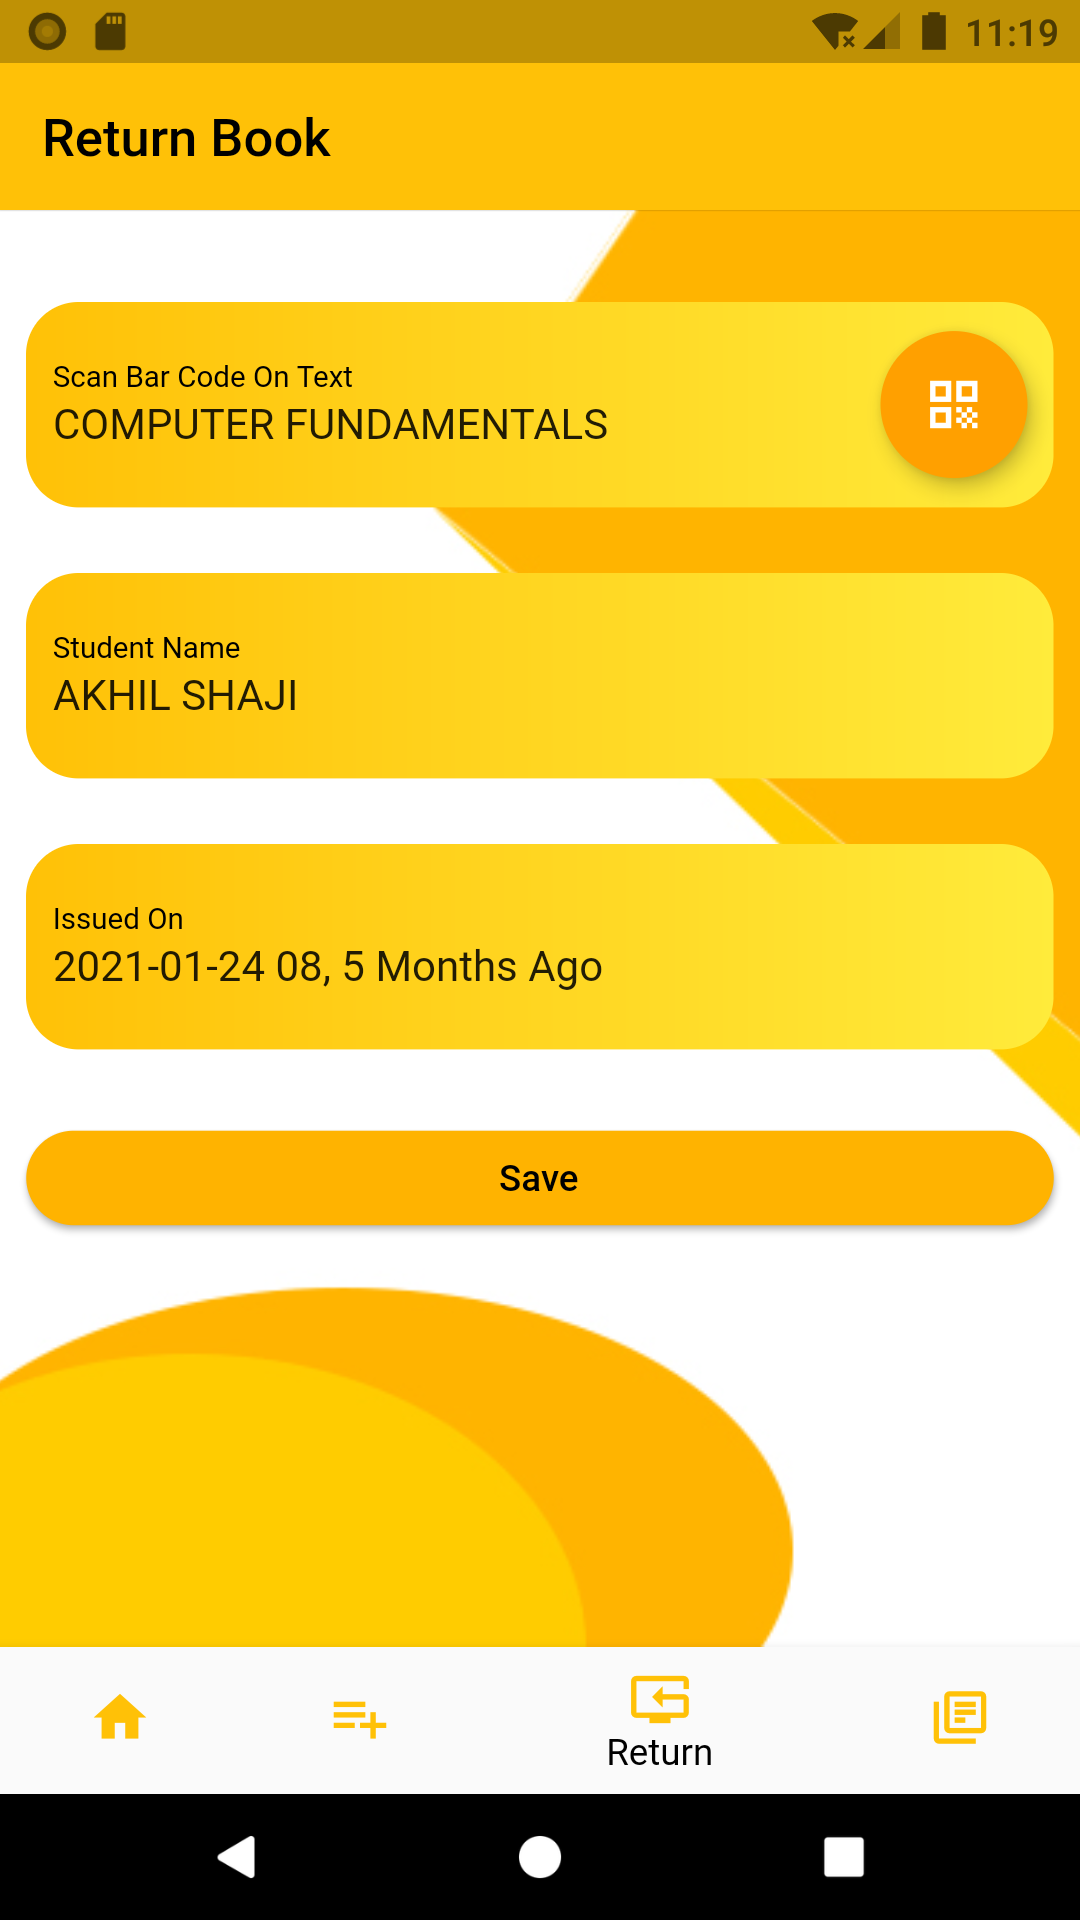 11:19
Return Book
Scan Bar Code On Text
COMPUTER FUNDAMENTALS
Student Name
AKHIL SHAJI
Issued On
2021-01-24 08, 5 Months Ago
Save
Return